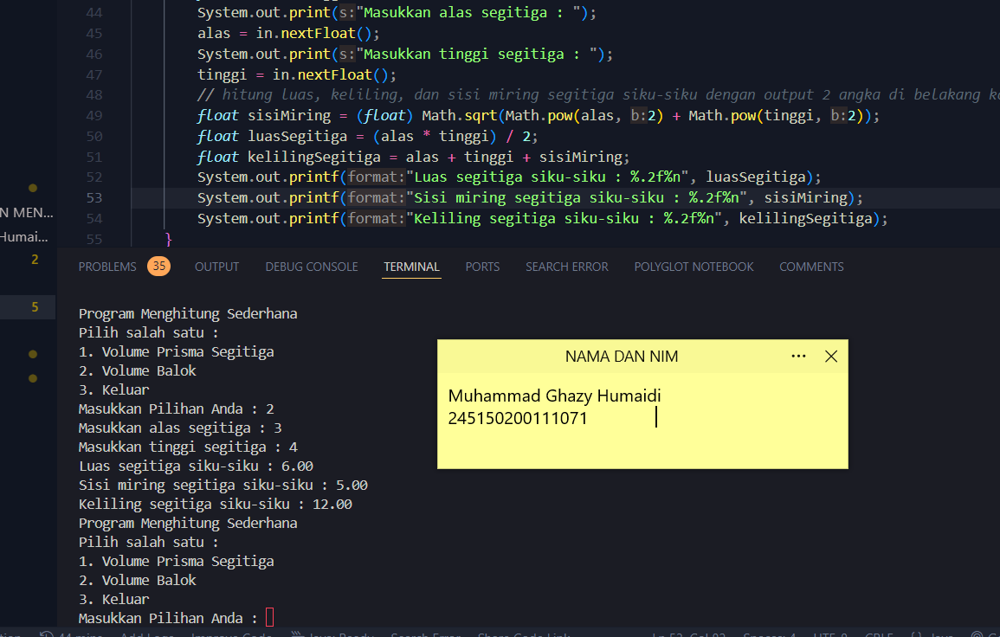 44 System.out.print(s:"Masukkan alas segitiga : ");
45 alas = in.nextFloat();
46 System.out.print(s:"Masukkan tinggi segitiga : ");
47 tinggi = in.nextFloat();
48 // hitung luas, keliling, dan sisi miring segitiga siku-siku dengan output 2 angka di belakang
49 float sisiMiring = (float) Math.sqrt(Math.pow(alas, b:2) + Math.pow(tinggi, b:2));
50 float luasSegitiga = (alas * tinggi) / 2;
51 float kelilingSegitiga = alas + tinggi + sisiMiring;
52 System.out.printf(format:"Luas segitiga siku-siku : %.2f%n", luasSegitiga);
53 System.out.printf(format:"Sisi miring segitiga siku-siku : %.2f%n", sisiMiring);
54 System.out.printf(format:"Keliling segitiga siku-siku : %.2f%n", kelilingSegitiga);
55 }
N MEN...
Humai...
2
5
PROBLEMS 35 OUTPUT DEBUG CONSOLE TERMINAL PORTS SEARCH ERROR POLYGLOT NOTEBOOK COMMENTS
Program Menghitung Sederhana
Pilih salah satu :
1. Volume Prisma Segitiga
2. Volume Balok
3. Keluar
Masukkan Pilihan Anda : 2
Masukkan alas segitiga : 3
Masukkan tinggi segitiga : 4
Luas segitiga siku-siku : 6.00
Sisi miring segitiga siku-siku : 5.00
Keliling segitiga siku-siku : 12.00
Program Menghitung Sederhana
Pilih salah satu :
1. Volume Prisma Segitiga
2. Volume Balok
3. Keluar
Masukkan Pilihan Anda :
NAMA DAN NIM
Muhammad Ghazy Humaidi
245150200111071